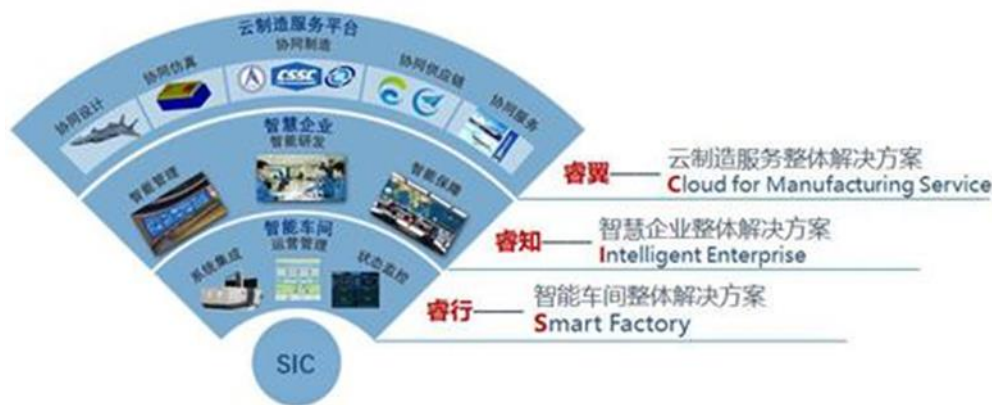 云制造服务平台
协同制造
协同仿真
协同供应链
协同设计
CSSC
协同服务
智慧企业
智能研发
智能管理
智能保障
智能车间
运营管理
系统集成
状态监控
SIC
睿翼
云制造服务整体解决方案
Cloud for Manufacturing Service
睿知
智慧企业整体解决方案
Intelligent Enterprise
睿行
智能车间整体解决方案
Smart Factory